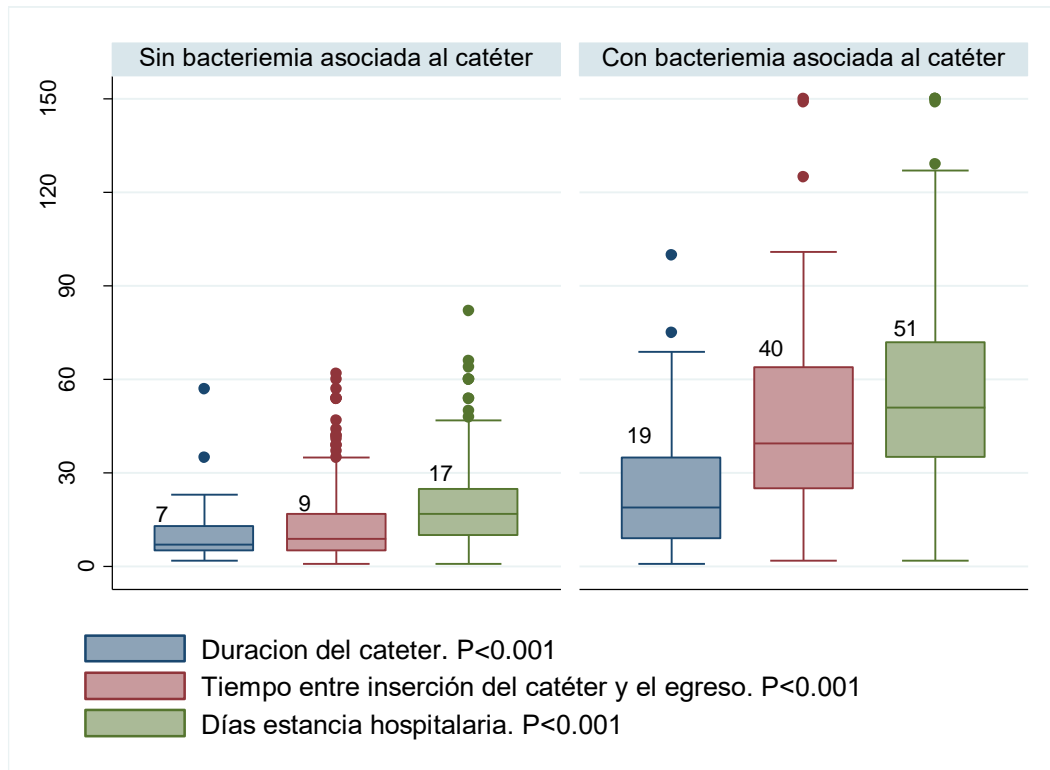 Sin bacteriemia asociada al catéter
Con bacteriemia asociada al catéter
150
120
90
60
30
0
7
9
17
19
40
51
Duracion del cateter. P<0.001
Tiempo entre inserción del catéter y el egreso. P<0.001
Días estancia hospitalaria. P<0.001